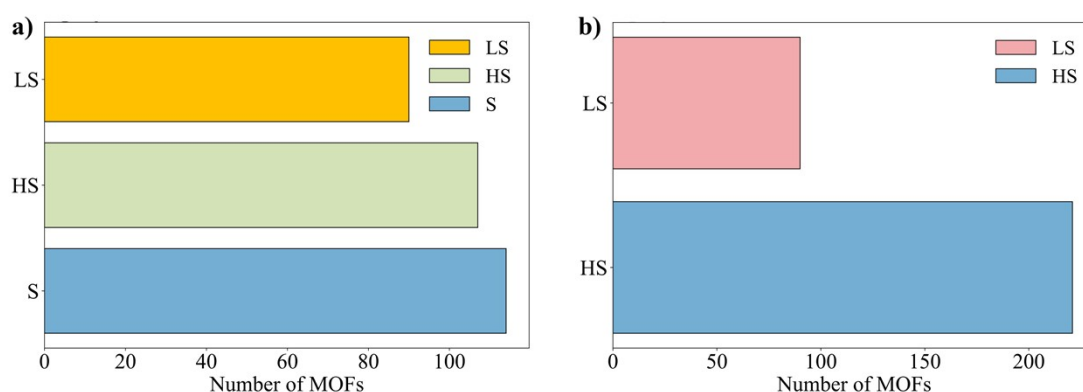 a)
LS
HS
S
LS
HS
S
0 20 40 60 80 100
Number of MOFs
b)
LS
HS
LS
HS
0 50 100 150 200
Number of MOFs